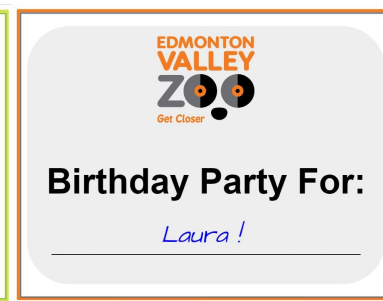 EDMONTON
VALLEY
ZOO
Get Closer
Birthday Party For:
Laura !